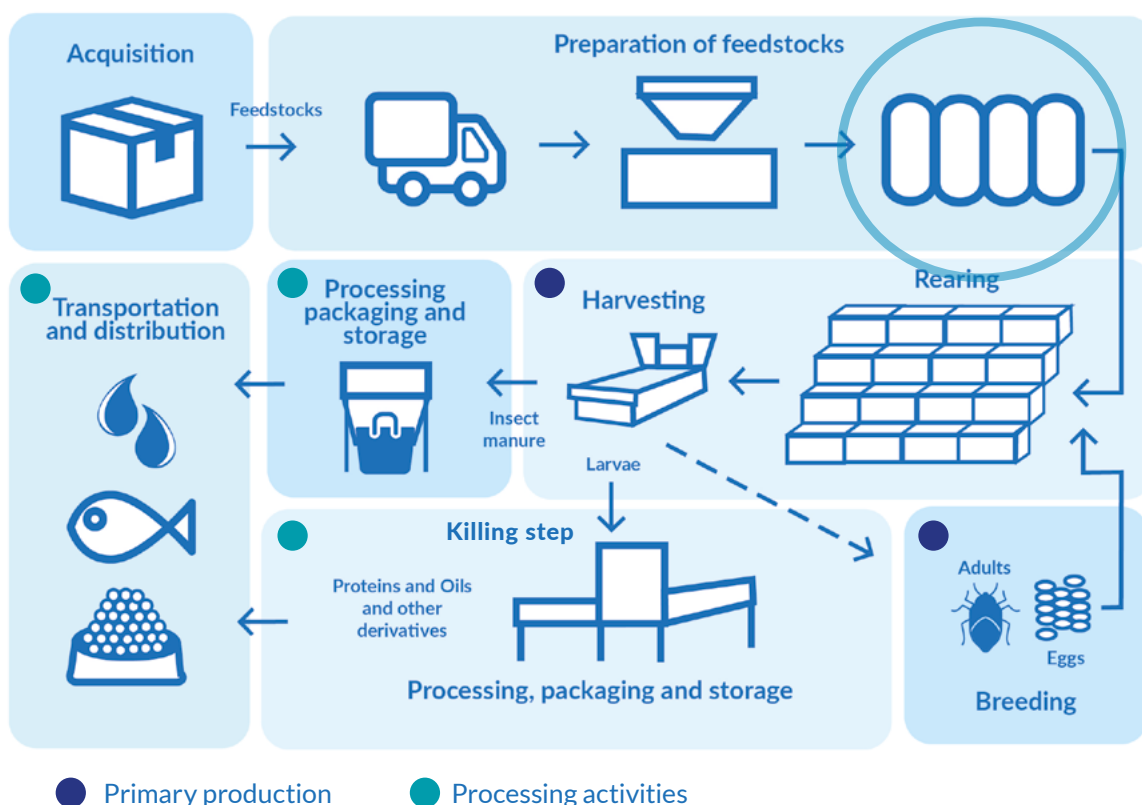 Acquisition
Feedstocks
Preparation of feedstocks
Transportation
and distribution
Processing
packaging and
storage
Harvesting
Rearing
Insect
manure
Larvae
Killing step
Proteins and Oils
and other
derivatives
Processing, packaging and storage
Adults
Eggs
Breeding
Primary production
Processing activities